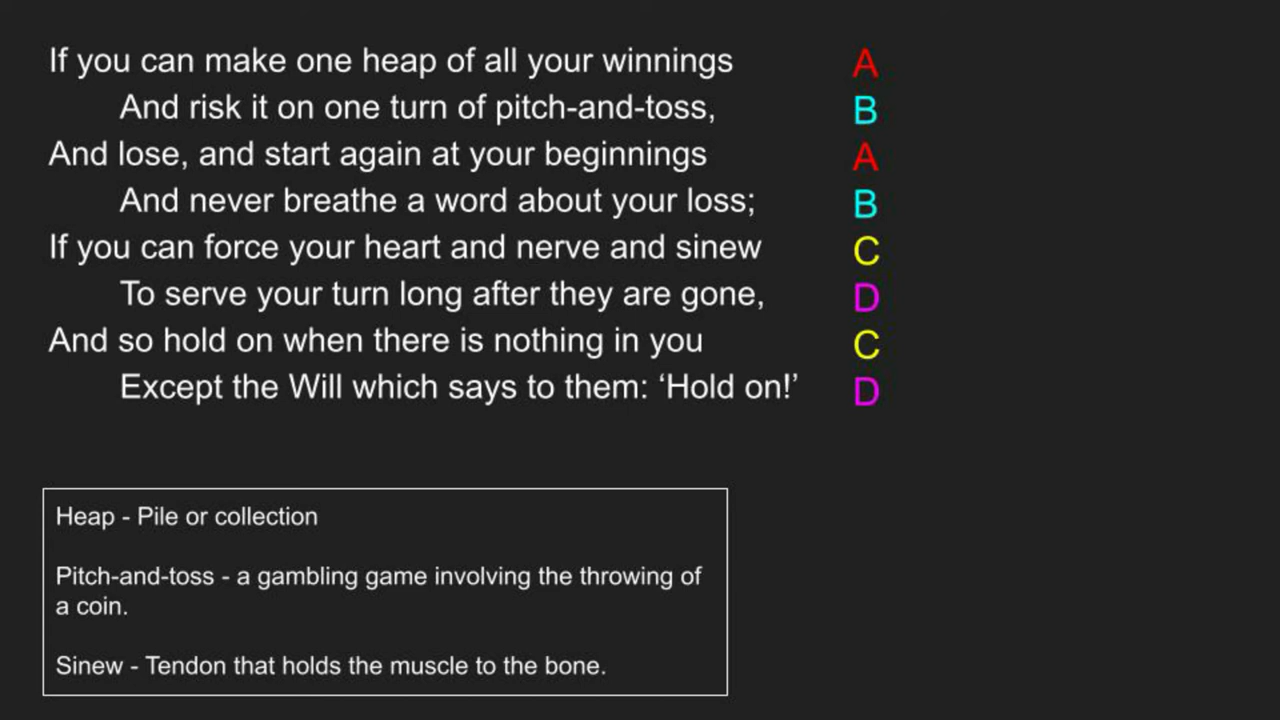 If you can make one heap of all your winnings A
And risk it on one turn of pitch-and-toss, B
And lose, and start again at your beginnings A
And never breathe a word about your loss; B
If you can force your heart and nerve and sinew C
To serve your turn long after they are gone, D
And so hold on when there is nothing in you C
Except the Will which says to them: ‘Hold on!’ D
Heap - Pile or collection
Pitch-and-toss - a gambling game involving the throwing of
a coin.
Sinew - Tendon that holds the muscle to the bone.